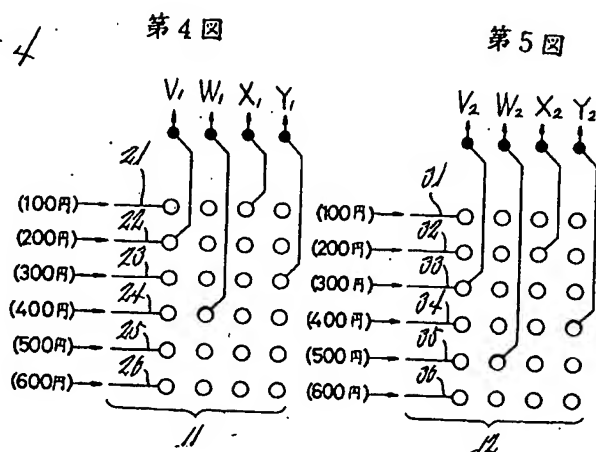 4
第4図
V₁ W₁ X₁ Y₁
21
(100円)
22
(200円)
23
(300円)
24
(400円)
25
(500円)
26
(600円)
11
第5図
V₂ W₂ X₂ Y₂
31
(100円)
32
(200円)
33
(300円)
34
(400円)
35
(500円)
36
(600円)
12